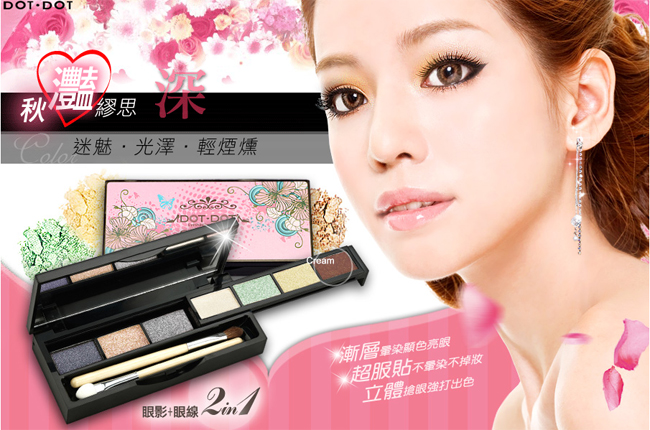 DOT·DOT
秋灩繆思 深
迷魅·光澤·輕煙燻
Color
DOT·DOT
Cream
漸層暈染顯色亮眼
超服貼不暈染不掉妝
立體搶眼強打出色
眼影+眼線 2in1